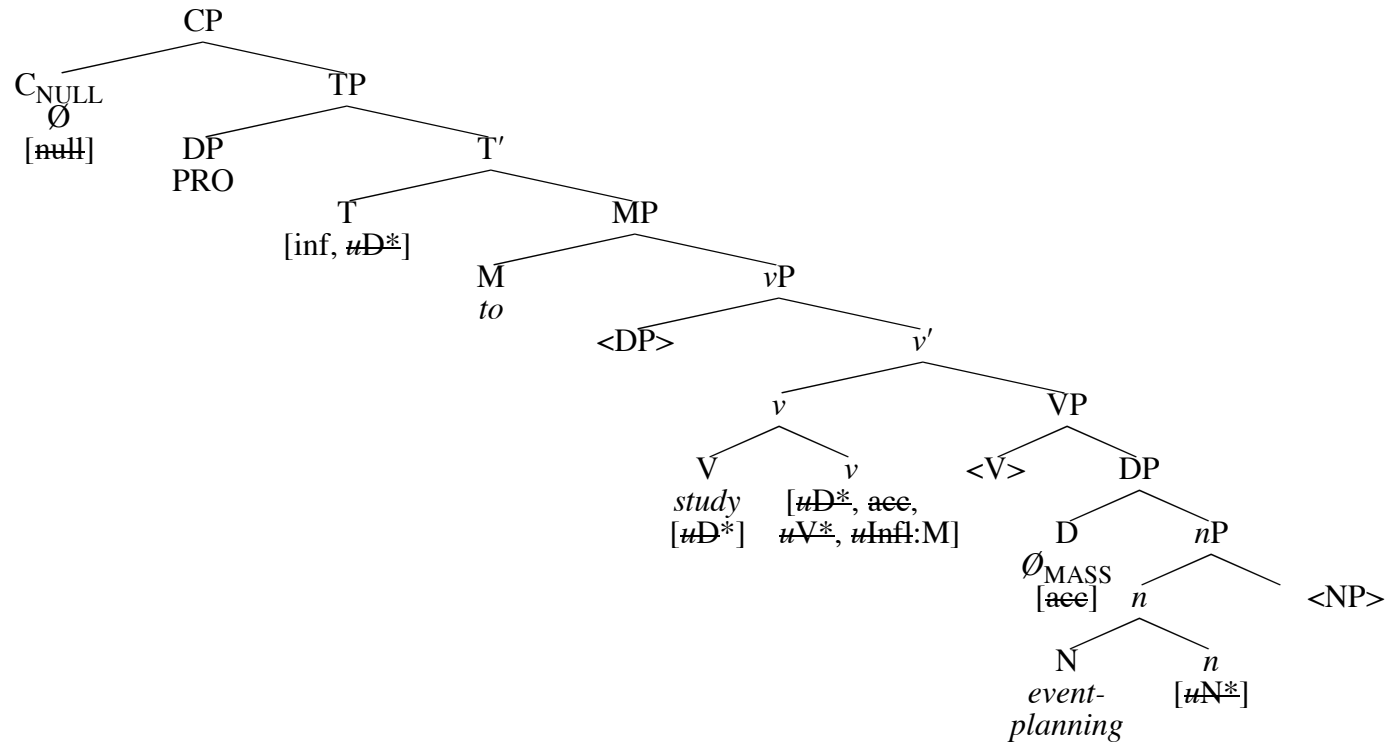 CP
C_NULL TP
Ø
[null] DP T′
PRO
T MP
[inf, uD*]
M vP
to
<DP> v′
v VP
V v <V> DP
study [uD*, acc,
[uD*] uV*, uInfl:M] D nP
Ø_MASS
[acc] n <NP>
N n
event- [uN*]
planning